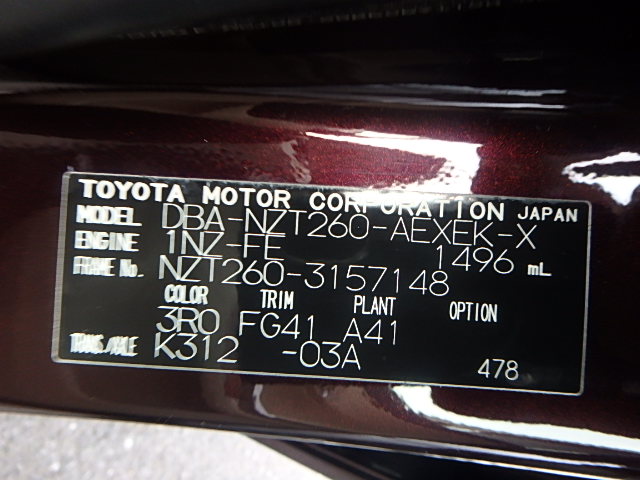 TOYOTA MOTOR CORPORATION JAPAN
MODEL DBA-NZT260-AEXEK-X
ENGINE 1NZ-FE 1496 mL
FRAME No. NZT260-3157148
COLOR TRIM PLANT OPTION
3R0 FG41 A41
TRANS./AXLE K312 -03A
478